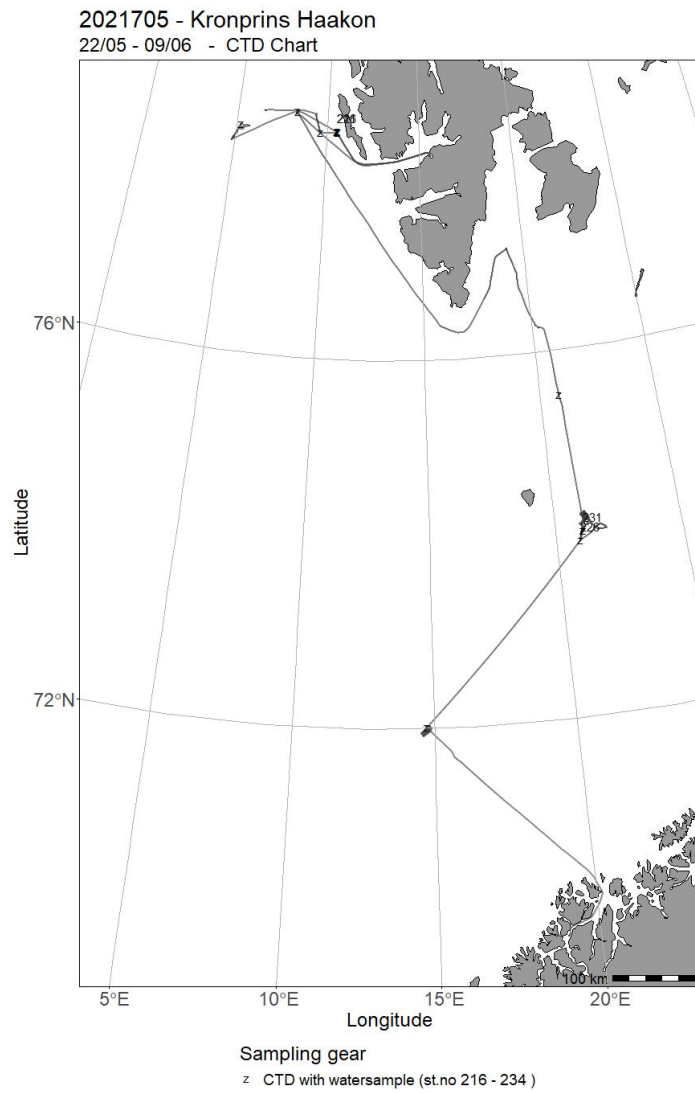 2021705 - Kronprins Haakon
22/05 - 09/06 - CTD Chart
z
z
z
z
76°N
z
231
z
Latitude
72°N
z
100 km
5°E
10°E
15°E
20°E
Longitude
Sampling gear
z CTD with watersample (st.no 216 - 234 )